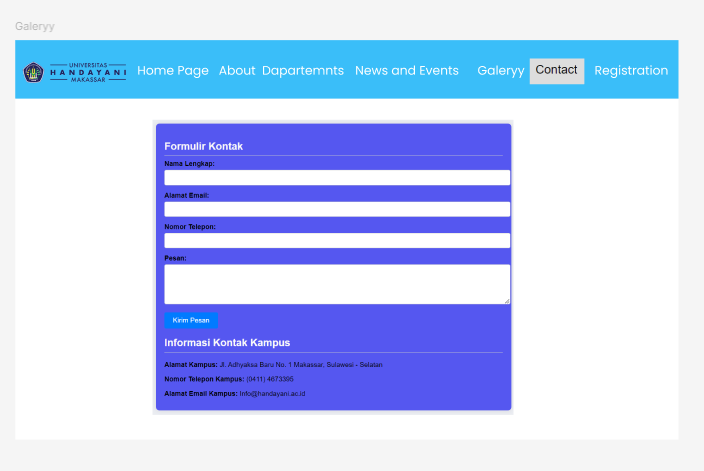 Galeryy
UNIVERSITAS
HANDAYANI
MAKASSAR
Home Page About Dapartemnts News and Events Galeryy Contact Registration
Formulir Kontak
Nama Lengkap:
Alamat Email:
Nomor Telepon:
Pesan:
Kirim Pesan
Informasi Kontak Kampus
Alamat Kampus: Jl. Adhyaksa Baru No. 1 Makassar, Sulawesi - Selatan
Nomor Telepon Kampus: (0411) 4673395
Alamat Email Kampus: Info@handayani.ac.id